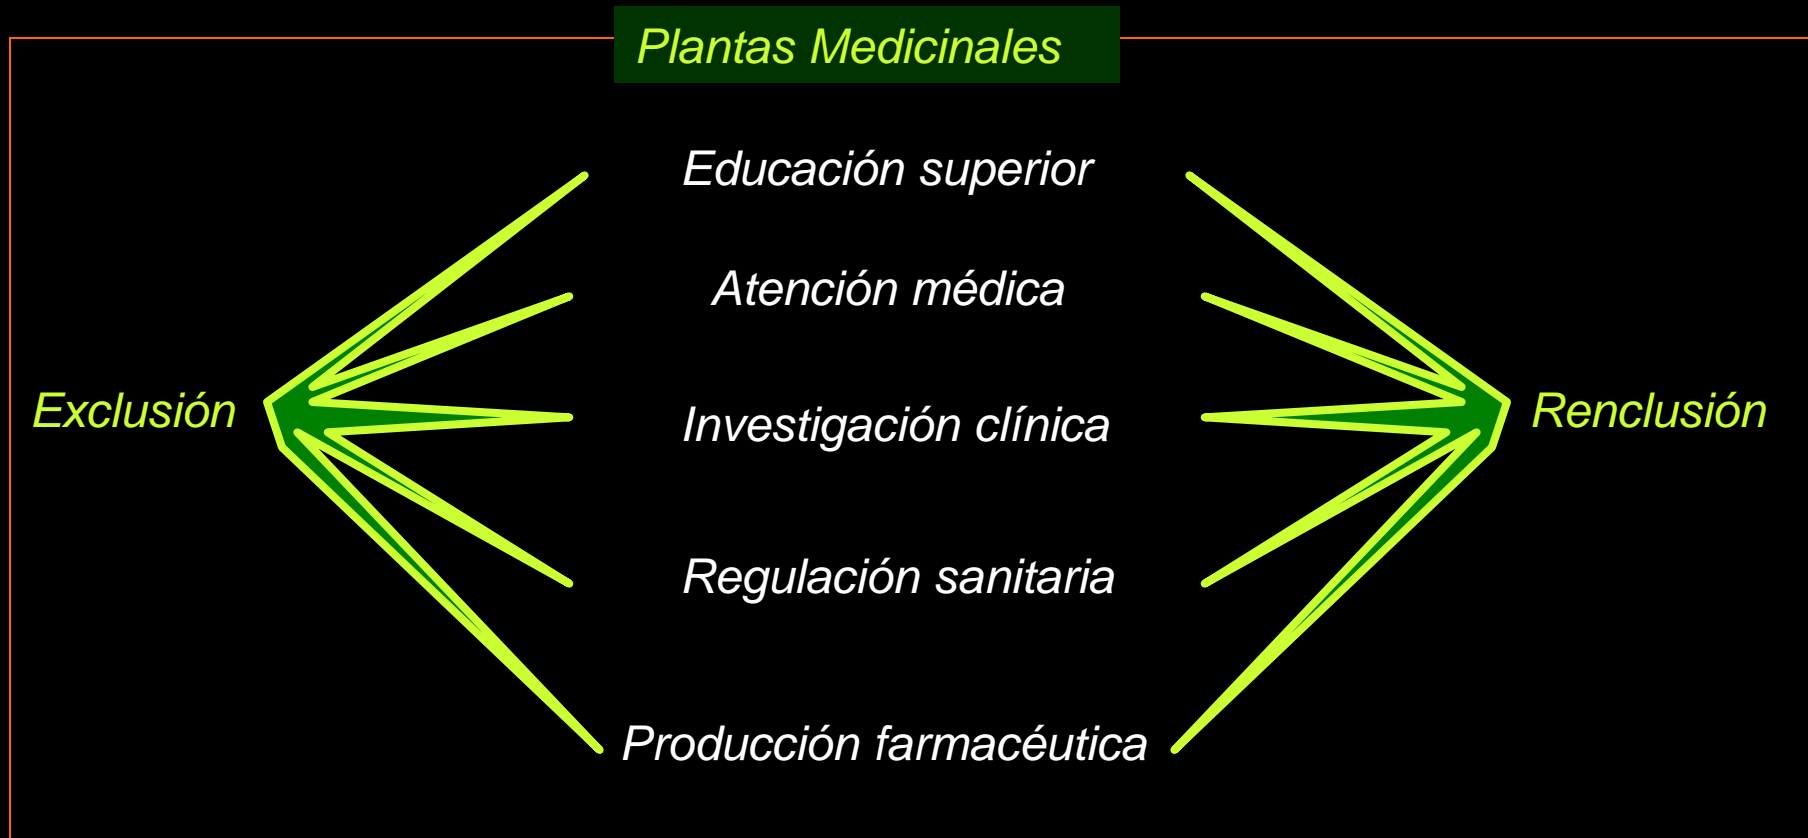 Plantas Medicinales
Educación superior
Atención médica
Exclusión
Investigación clínica
Renclusión
Regulación sanitaria
Producción farmacéutica